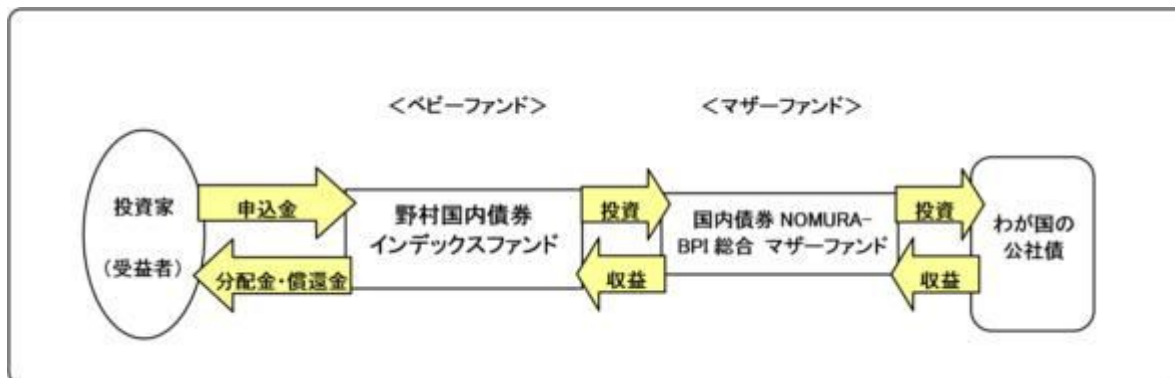 <ベビーファンド>
<マザーファンド>
投資家
(受益者)
申込金
分配金・償還金
野村国内債券
インデックスファンド
投資
収益
国内債券 NOMURA-
BPI 総合 マザーファンド
投資
収益
わが国の
公社債